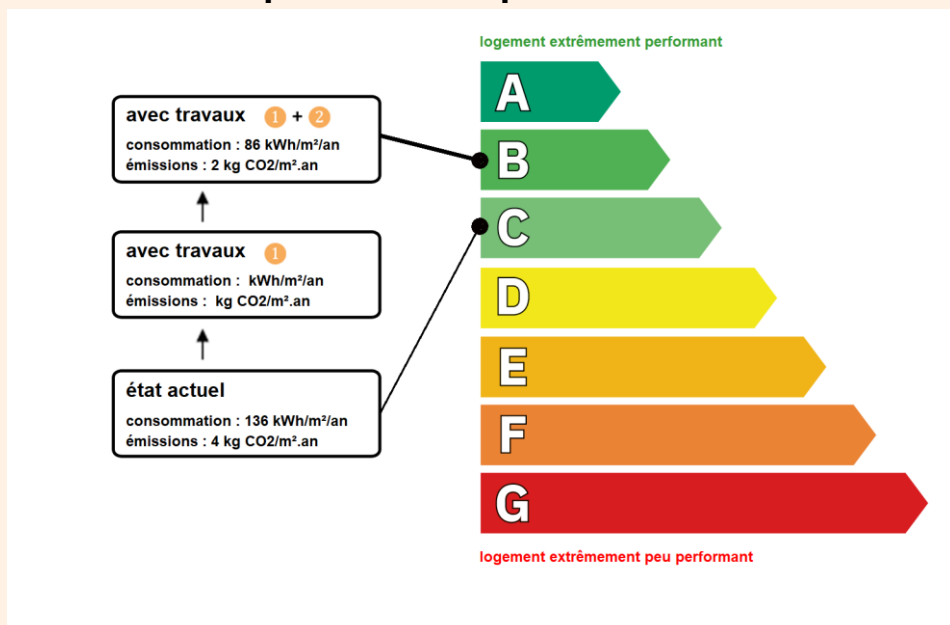 logement extrêmement performant
avec travaux 1 + 2
consommation : 86 kWh/m²/an
émissions : 2 kg CO2/m².an
avec travaux 1
consommation : kWh/m²/an
émissions : kg CO2/m².an
état actuel
consommation : 136 kWh/m²/an
émissions : 4 kg CO2/m².an
A
B
C
D
E
F
G
logement extrêmement peu performant